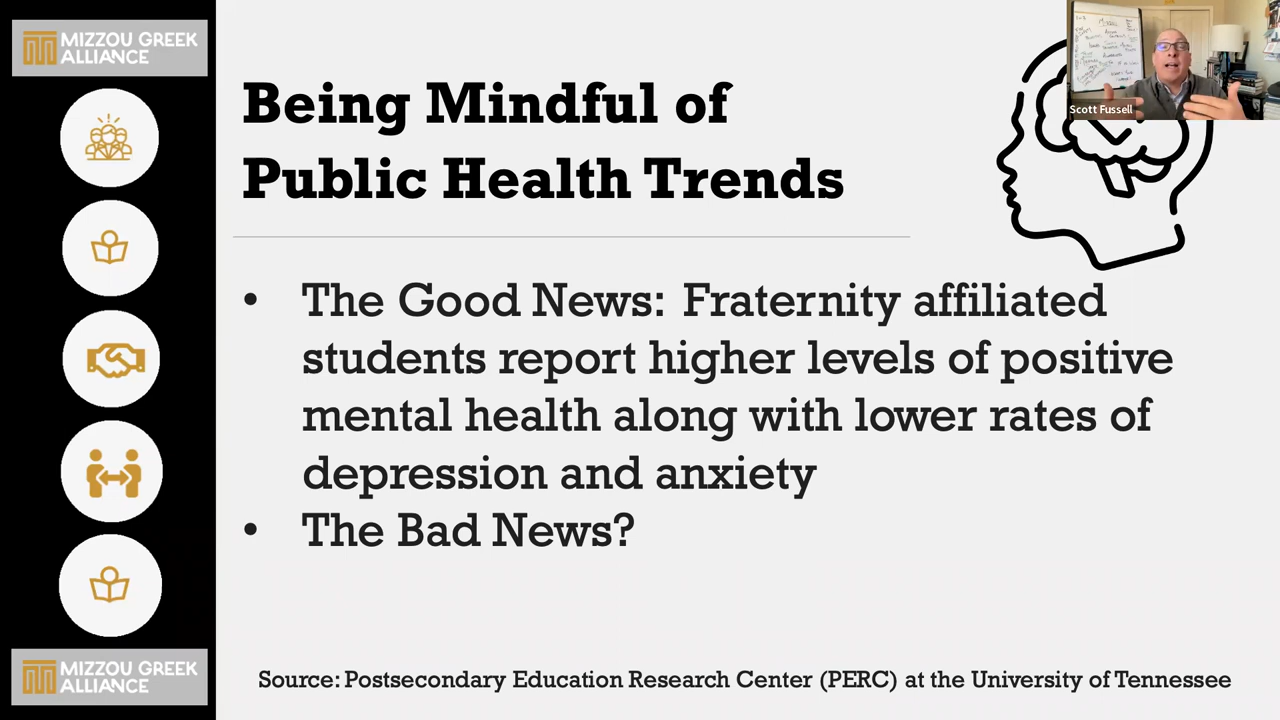 MIZZOU GREEK
ALLIANCE
Being Mindful of
Public Health Trends
Scott Fussell
• The Good News: Fraternity affiliated
students report higher levels of positive
mental health along with lower rates of
depression and anxiety
• The Bad News?
MIZZOU GREEK
ALLIANCE
Source: Postsecondary Education Research Center (PERC) at the University of Tennessee